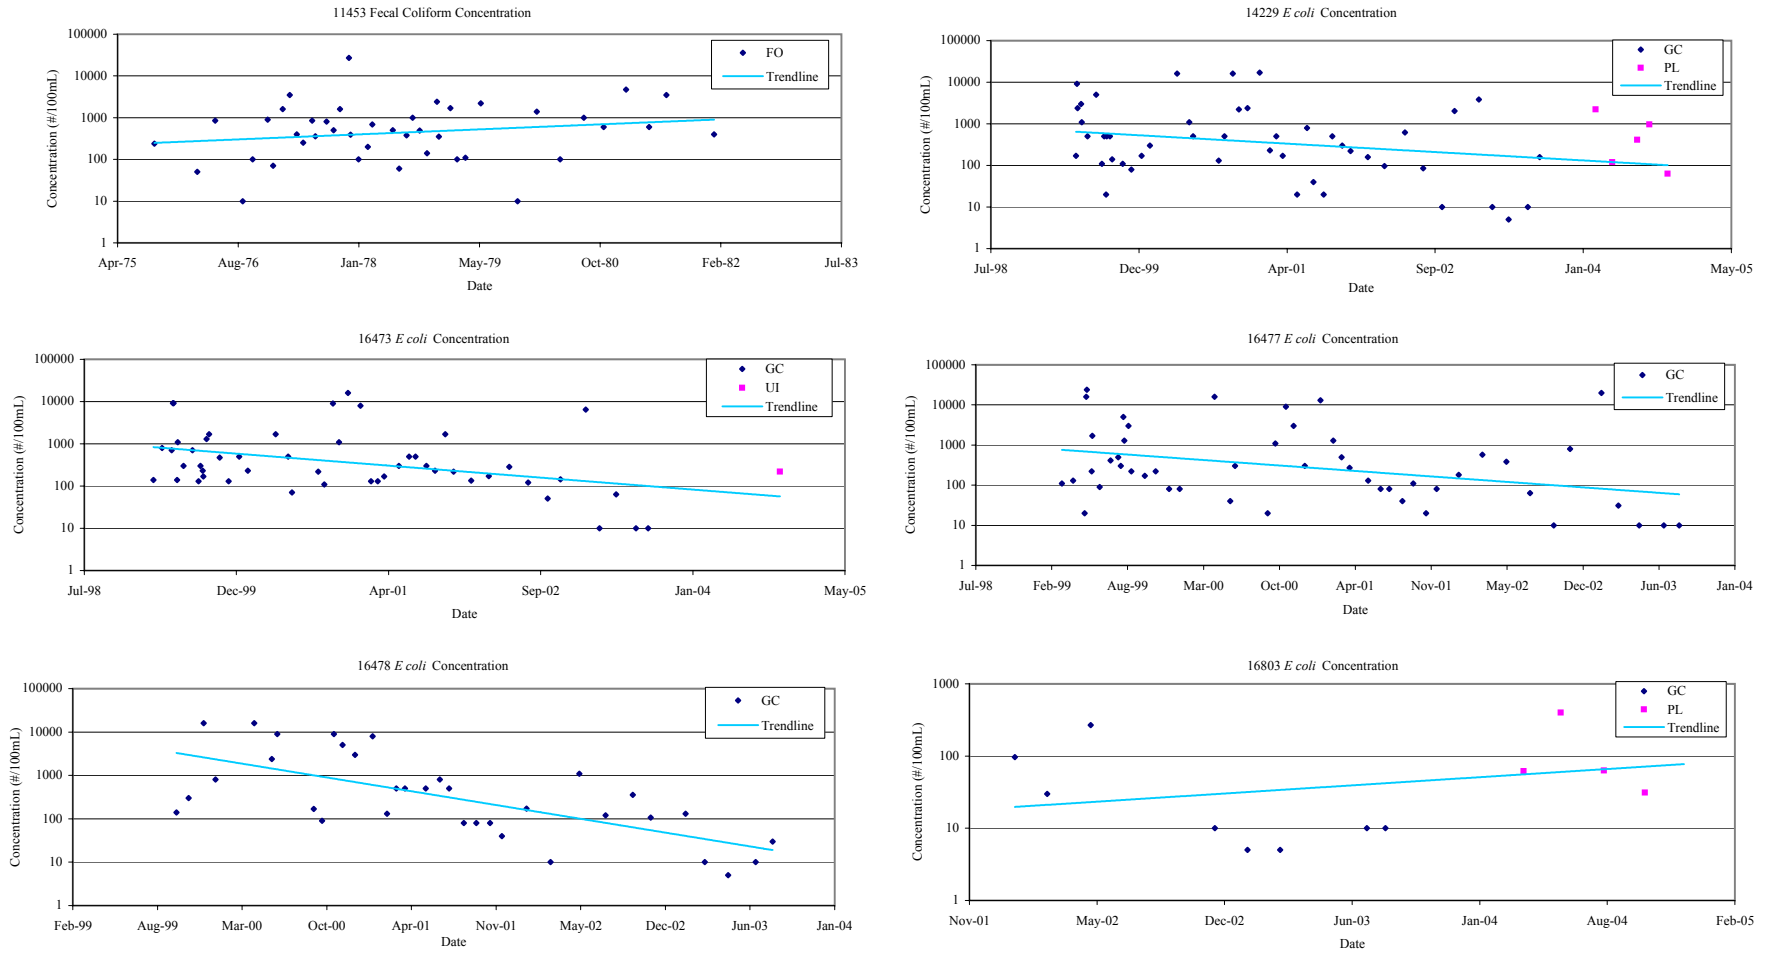 11453 Fecal Coliform Concentration
100000
10000
1000
100
10
1
Concentration (#/100mL)
Apr-75 Aug-76 Jan-78 May-79 Oct-80 Feb-82 Jul-83
Date
FO
Trendline
14229 E coli Concentration
100000
10000
1000
100
10
1
Concentration (#/100mL)
Jul-98 Dec-99 Apr-01 Sep-02 Jan-04 May-05
Date
GC
PL
Trendline
16473 E coli Concentration
100000
10000
1000
100
10
1
Concentration (#/100mL)
Jul-98 Dec-99 Apr-01 Sep-02 Jan-04 May-05
Date
GC
UI
Trendline
16477 E coli Concentration
100000
10000
1000
100
10
1
Concentration (#/100mL)
Jul-98 Feb-99 Aug-99 Mar-00 Oct-00 Apr-01 Nov-01 May-02 Dec-02 Jun-03 Jan-04
Date
GC
Trendline
16478 E coli Concentration
100000
10000
1000
100
10
1
Concentration (#/100mL)
Feb-99 Aug-99 Mar-00 Oct-00 Apr-01 Nov-01 May-02 Dec-02 Jun-03 Jan-04
Date
GC
Trendline
16803 E coli Concentration
1000
100
10
1
Concentration (#/100mL)
Nov-01 May-02 Dec-02 Jun-03 Jan-04 Aug-04 Feb-05
Date
GC
PL
Trendline